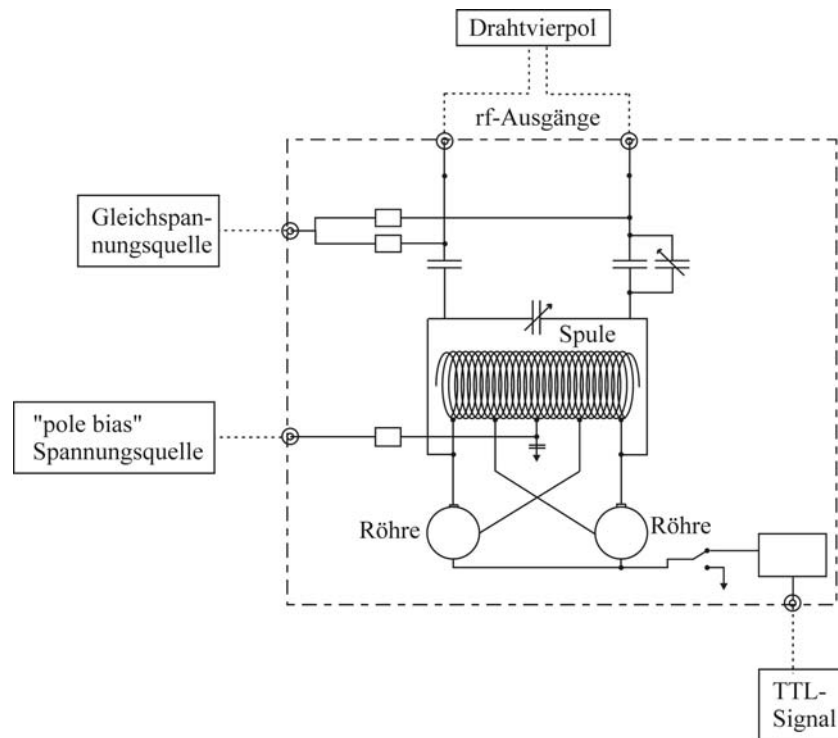 Drahtvierpol
rf-Ausgänge
Gleichspan-
nungsquelle
Spule
"pole bias"
Spannungsquelle
Röhre
Röhre
TTL-
Signal